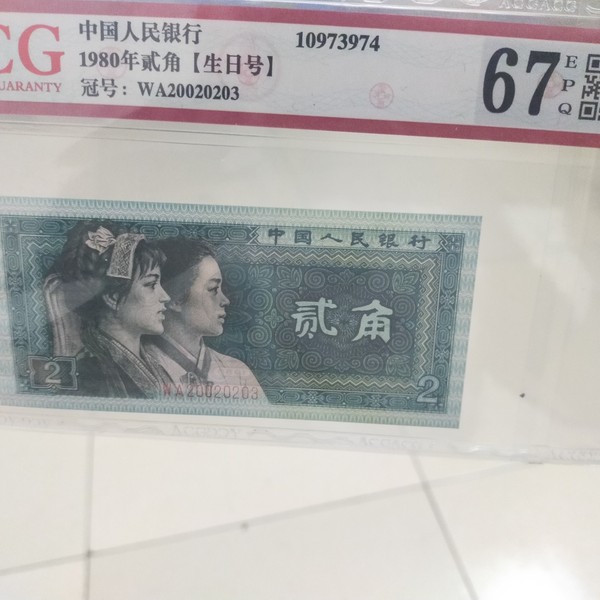 CG
GUARANTY
中国人民银行
1980年贰角【生日号】
冠号: WA20020203
10973974
67
E
P
Q
中国人民银行
贰角
2
WA20020203
2